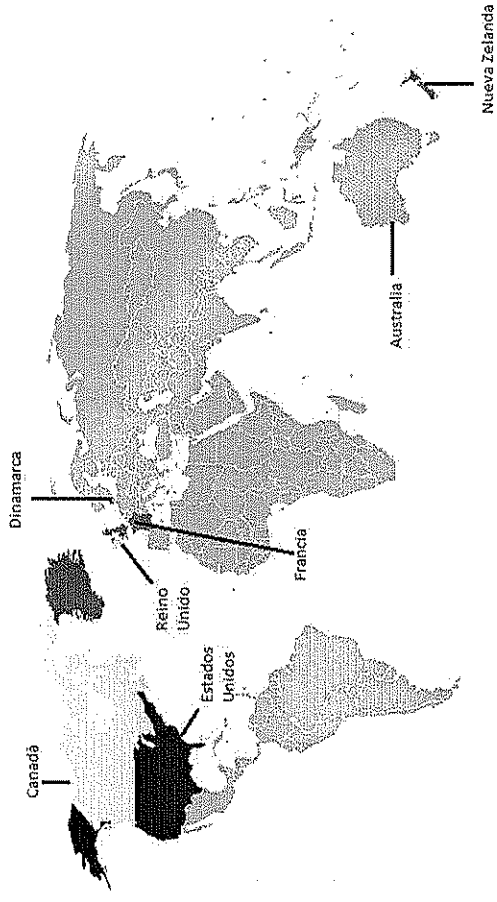 Canadá
Estados
Unidos
Reino
Unido
Dinamarca
Francia
Australia
Nueva Zelanda